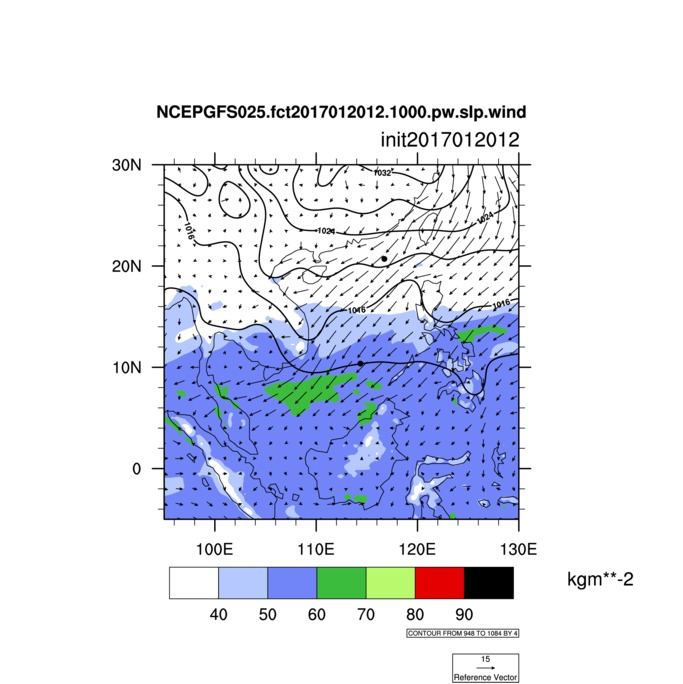 NCEPGFS025.fct2017012012.1000.pw.slp.wind
init2017012012
30N
20N
10N
0
1032
1024
1024
1016
1016
1016
100E 110E 120E 130E
40 50 60 70 80 90
kgm**-2
CONTOUR FROM 948 TO 1084 BY 4
15
Reference Vector